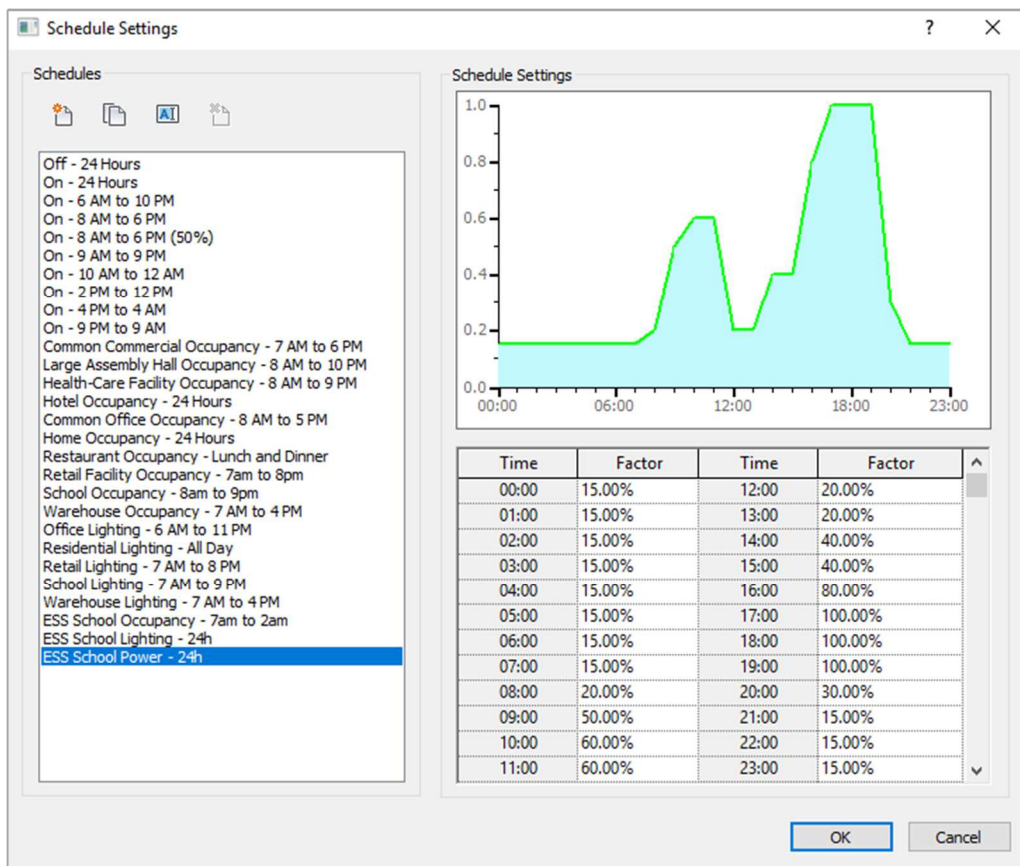 Schedule Settings
?
Schedules
AI
Off - 24 Hours
On - 24 Hours
On - 6 AM to 10 PM
On - 8 AM to 6 PM
On - 8 AM to 6 PM (50%)
On - 9 AM to 9 PM
On - 10 AM to 12 AM
On - 2 PM to 12 PM
On - 4 PM to 4 AM
On - 9 PM to 9 AM
Common Commercial Occupancy - 7 AM to 6 PM
Large Assembly Hall Occupancy - 8 AM to 10 PM
Health-Care Facility Occupancy - 8 AM to 9 PM
Hotel Occupancy - 24 Hours
Common Office Occupancy - 8 AM to 5 PM
Home Occupancy - 24 Hours
Restaurant Occupancy - Lunch and Dinner
Retail Facility Occupancy - 7am to 8pm
School Occupancy - 8am to 9pm
Warehouse Occupancy - 7 AM to 4 PM
Office Lighting - 6 AM to 11 PM
Residential Lighting - All Day
Retail Lighting - 7 AM to 8 PM
School Lighting - 7 AM to 9 PM
Warehouse Lighting - 7 AM to 4 PM
ESS School Occupancy - 7am to 2am
ESS School Lighting - 24h
ESS School Power - 24h
Schedule Settings
1.0
0.8
0.6
0.4
0.2
0.0
00:00 06:00 12:00 18:00 23:00
Time Factor Time Factor
00:00 15.00% 12:00 20.00%
01:00 15.00% 13:00 20.00%
02:00 15.00% 14:00 40.00%
03:00 15.00% 15:00 40.00%
04:00 15.00% 16:00 80.00%
05:00 15.00% 17:00 100.00%
06:00 15.00% 18:00 100.00%
07:00 15.00% 19:00 100.00%
08:00 20.00% 20:00 30.00%
09:00 50.00% 21:00 15.00%
10:00 60.00% 22:00 15.00%
11:00 60.00% 23:00 15.00%
OK Cancel